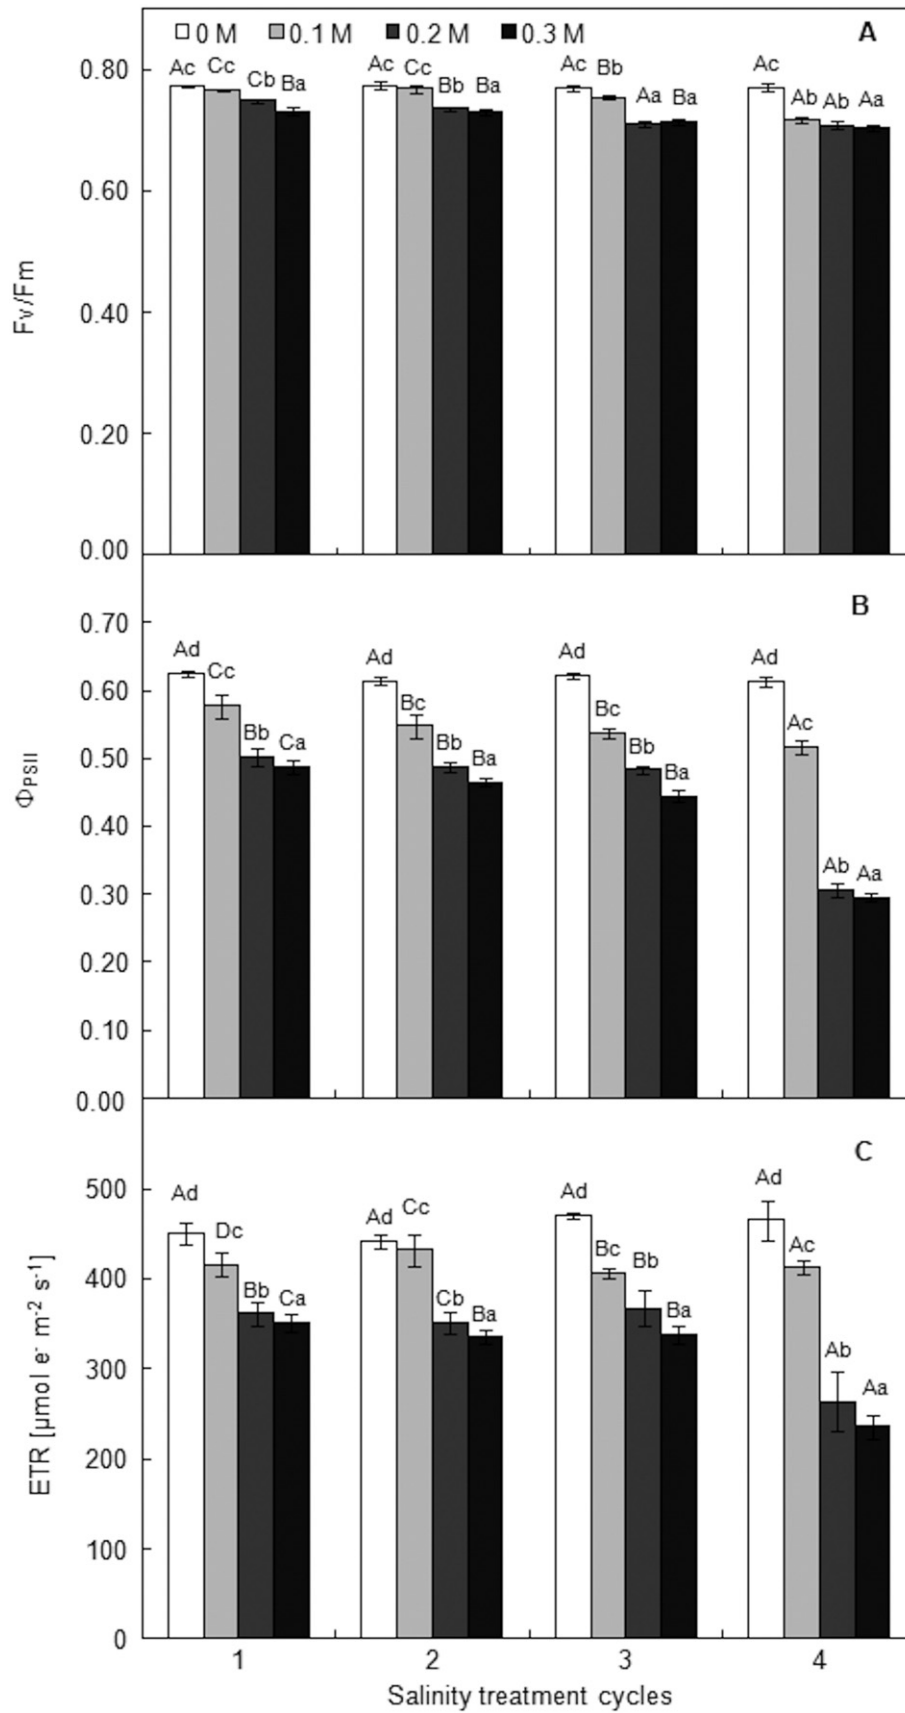 0 M 0.1 M 0.2 M 0.3 M A
Ac Cc Cb Ba Ac Cc Bb Ba Ac Bb Aa Ba Ac Ab Ab Aa
0.80
0.60
0.40
0.20
0.00
Fv/Fm
B
0.70
0.60
0.50
0.40
0.30
0.20
0.10
0.00
Ad Cc Bb Ca Ad Bc Bb Ba Ad Bc Bb Ba Ad Ac Ab Aa
ΦPSII
C
500
400
300
200
100
0
Ad Dc Bb Ca Ad Cc Cb Ba Ad Bc Bb Ba Ad Ac Ab Aa
ETR [µmol e⁻ m⁻² s⁻¹]
1 2 3 4
Salinity treatment cycles